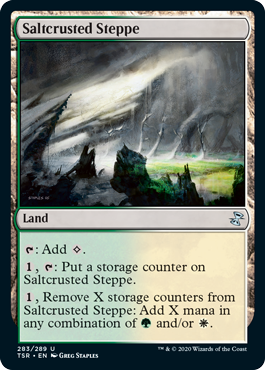 Saltcrusted Steppe
Land
: Add .
1 , : Put a storage counter on
Saltcrusted Steppe.
1 , Remove X storage counters from
Saltcrusted Steppe: Add X mana in
any combination of and/or .
283/289 U
TSR • EN GREG STAPLES
™ & © 2020 Wizards of the Coast